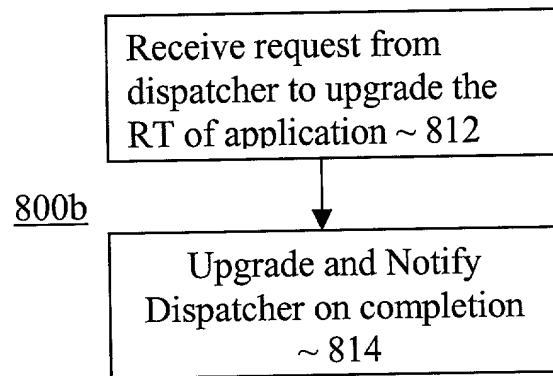 Receive request from
dispatcher to upgrade the
RT of application ~ 812
800b
Upgrade and Notify
Dispatcher on completion
~ 814